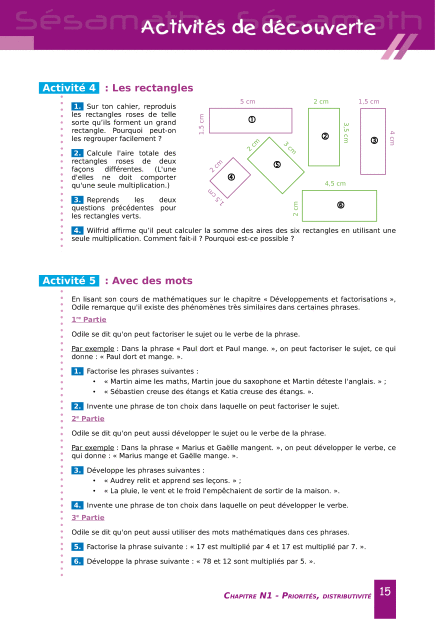 Sésamath Sésamath
Activités de découverte
Activité 4 : Les rectangles
1. Sur ton cahier, reproduis
les rectangles roses de telle
sorte qu'ils forment un grand
rectangle. Pourquoi peut-on
les regrouper facilement ?
2. Calcule l'aire totale des
rectangles roses de deux
façons différentes. (L'une
d'elles ne doit comporter
qu'une seule multiplication.)
3. Reprends les deux
questions précédentes pour
les rectangles verts.
5 cm
1,5 cm
①
2 cm
3,5 cm
②
1,5 cm
4 cm
③
2 cm
1,5 cm
④
2 cm
3 cm
⑤
4,5 cm
2 cm
⑥
4. Wilfrid affirme qu'il peut calculer la somme des aires des six rectangles en utilisant une
seule multiplication. Comment fait-il ? Pourquoi est-ce possible ?
Activité 5 : Avec des mots
En lisant son cours de mathématiques sur le chapitre « Développements et factorisations »,
Odile remarque qu'il existe des phénomènes très similaires dans certaines phrases.
1re Partie
Odile se dit qu'on peut factoriser le sujet ou le verbe de la phrase.
Par exemple : Dans la phrase « Paul dort et Paul mange. », on peut factoriser le sujet, ce qui
donne : « Paul dort et mange. ».
1. Factorise les phrases suivantes :
• « Martin aime les maths, Martin joue du saxophone et Martin déteste l'anglais. » ;
• « Sébastien creuse des étangs et Katia creuse des étangs. ».
2. Invente une phrase de ton choix dans laquelle on peut factoriser le sujet.
2e Partie
Odile se dit qu'on peut aussi développer le sujet ou le verbe de la phrase.
Par exemple : Dans la phrase « Marius et Gaëlle mangent. », on peut développer le verbe, ce
qui donne : « Marius mange et Gaëlle mange. ».
3. Développe les phrases suivantes :
• « Audrey relit et apprend ses leçons. » ;
• « La pluie, le vent et le froid l'empêchaient de sortir de la maison. ».
4. Invente une phrase de ton choix dans laquelle on peut développer le verbe.
3e Partie
Odile se dit qu'on peut aussi utiliser des mots mathématiques dans ces phrases.
5. Factorise la phrase suivante : « 17 est multiplié par 4 et 17 est multiplié par 7. ».
6. Développe la phrase suivante : « 78 et 12 sont multipliés par 5. ».
Chapitre N1 - Priorités, distributivité 15